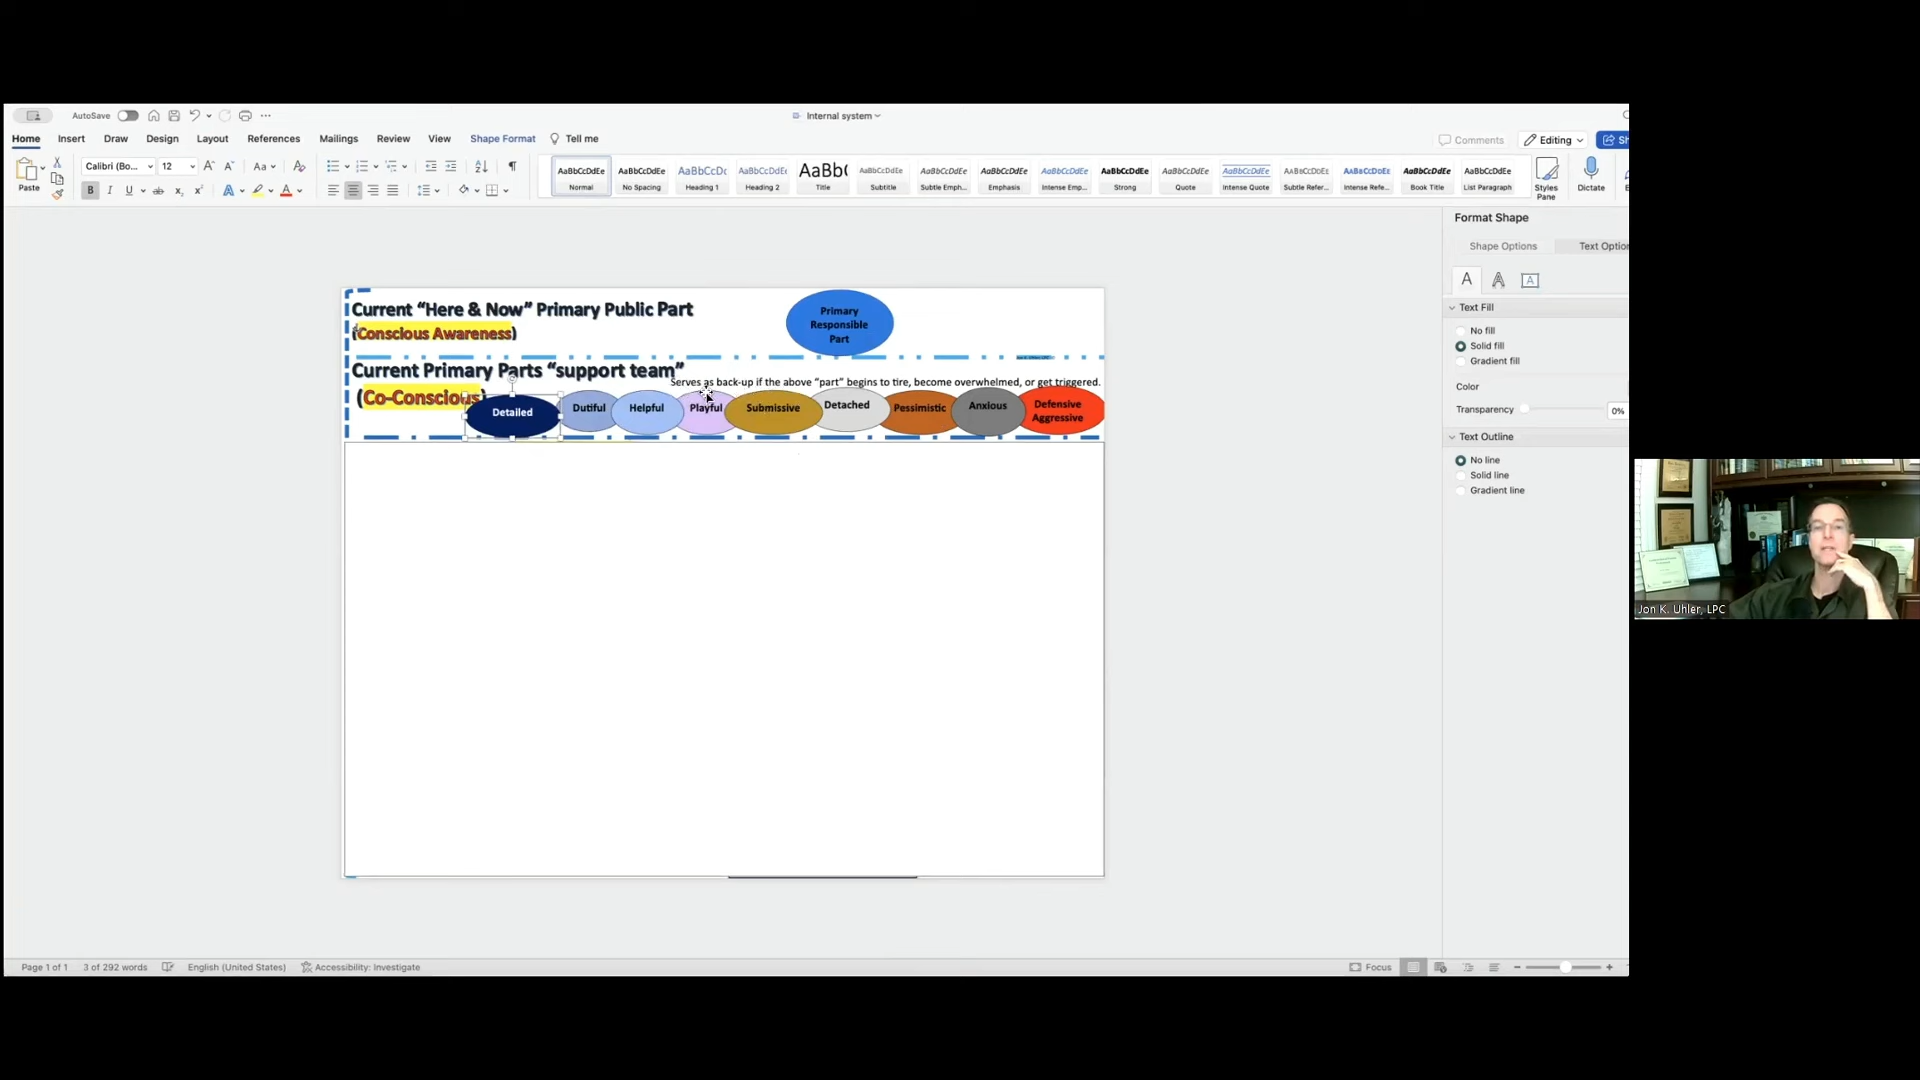 AutoSave
Internal system
Home Insert Draw Design Layout References Mailings Review View Shape Format Tell me
Comments Editing Sh
Paste
Calibri (Bo... 12
AaBbCcDdEe AaBbCcDdEe AaBbCcDc AaBbCcDdEe AaBb( AaBbCcDdEe AaBbCcDdEe AaBbCcDdEe AaBbCcDdEe AaBbCcDdEe AaBbCcDdEe AaBbCcDdEe AaBbCcDdEe AaBbCcDdEe AaBbCcDdEe AaBbCcDdEe
Normal No Spacing Heading 1 Heading 2 Title Subtitle Subtle Emph... Emphasis Intense Emp... Strong Quote Intense Quote Subtle Refer... Intense Refe... Book Title List Paragraph
Styles Pane
Dictate
Format Shape
Shape Options Text Option
Text Fill
No fill
Solid fill
Gradient fill
Color
Transparency 0%
Text Outline
No line
Solid line
Gradient line
Current “Here & Now” Primary Public Part
(Conscious Awareness)
Primary
Responsible
Part
Current Primary Parts “support team”
Serves as back-up if the above “part” begins to tire, become overwhelmed, or get triggered.
(Co-Conscious)
Detailed
Dutiful
Helpful
Playful
Submissive
Detached
Pessimistic
Anxious
Defensive
Aggressive
Jon K. Uhler, LPC
Page 1 of 1 3 of 292 words English (United States) Accessibility: Investigate
Focus